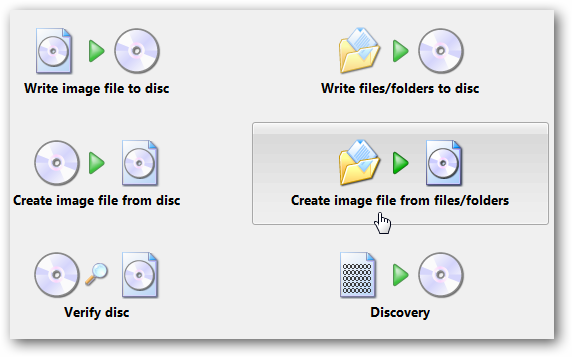 Write image file to disc
Write files/folders to disc
Create image file from disc
Create image file from files/folders
Verify disc
Discovery